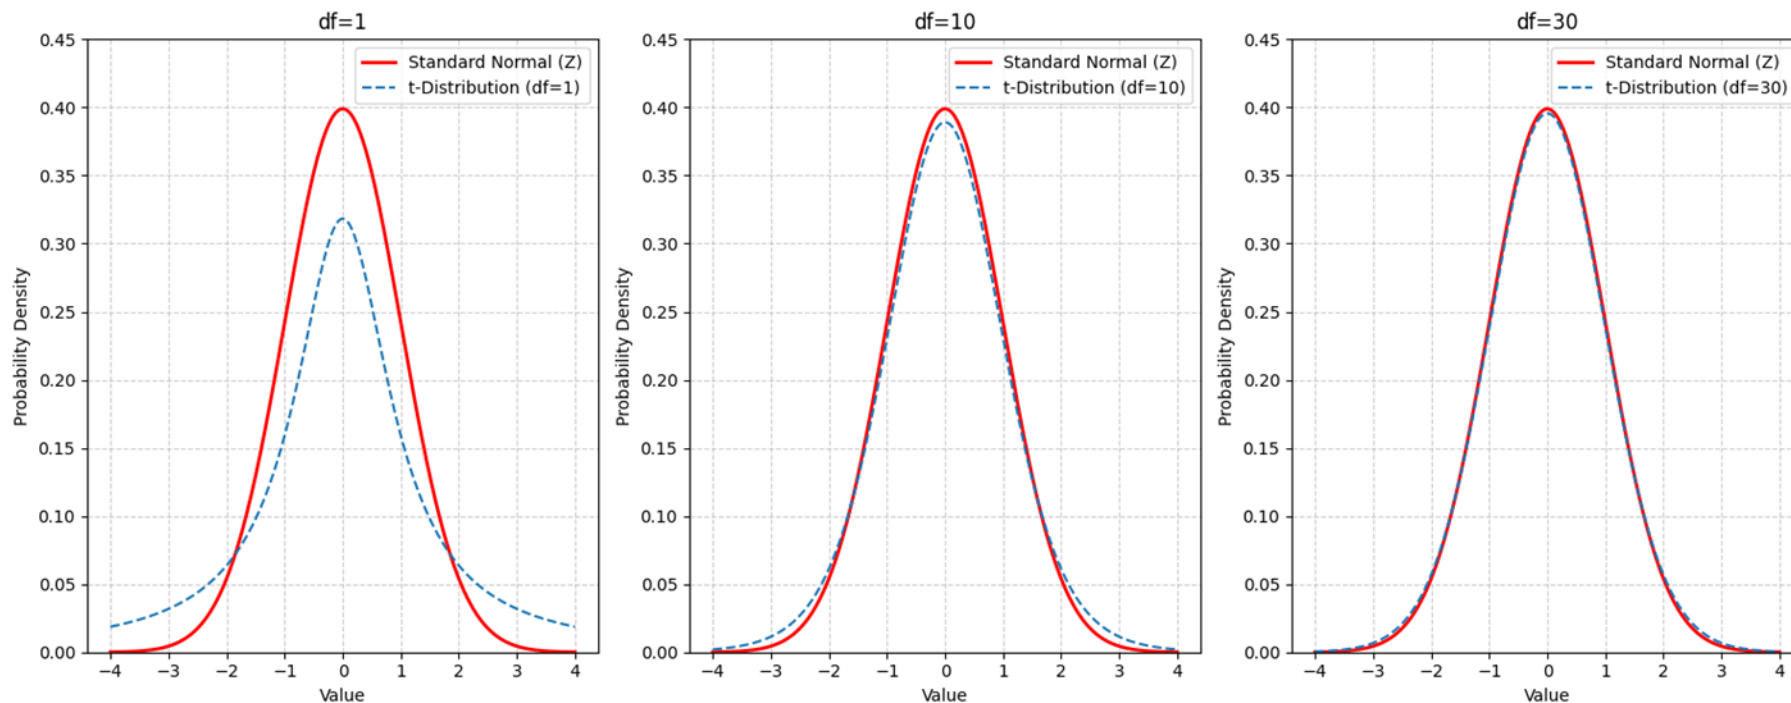 df=1
Standard Normal (Z)
t-Distribution (df=1)
Probability Density
0.45
0.40
0.35
0.30
0.25
0.20
0.15
0.10
0.05
0.00
−4 −3 −2 −1 0 1 2 3 4
Value
df=10
Standard Normal (Z)
t-Distribution (df=10)
Probability Density
0.45
0.40
0.35
0.30
0.25
0.20
0.15
0.10
0.05
0.00
−4 −3 −2 −1 0 1 2 3 4
Value
df=30
Standard Normal (Z)
t-Distribution (df=30)
Probability Density
0.45
0.40
0.35
0.30
0.25
0.20
0.15
0.10
0.05
0.00
−4 −3 −2 −1 0 1 2 3 4
Value